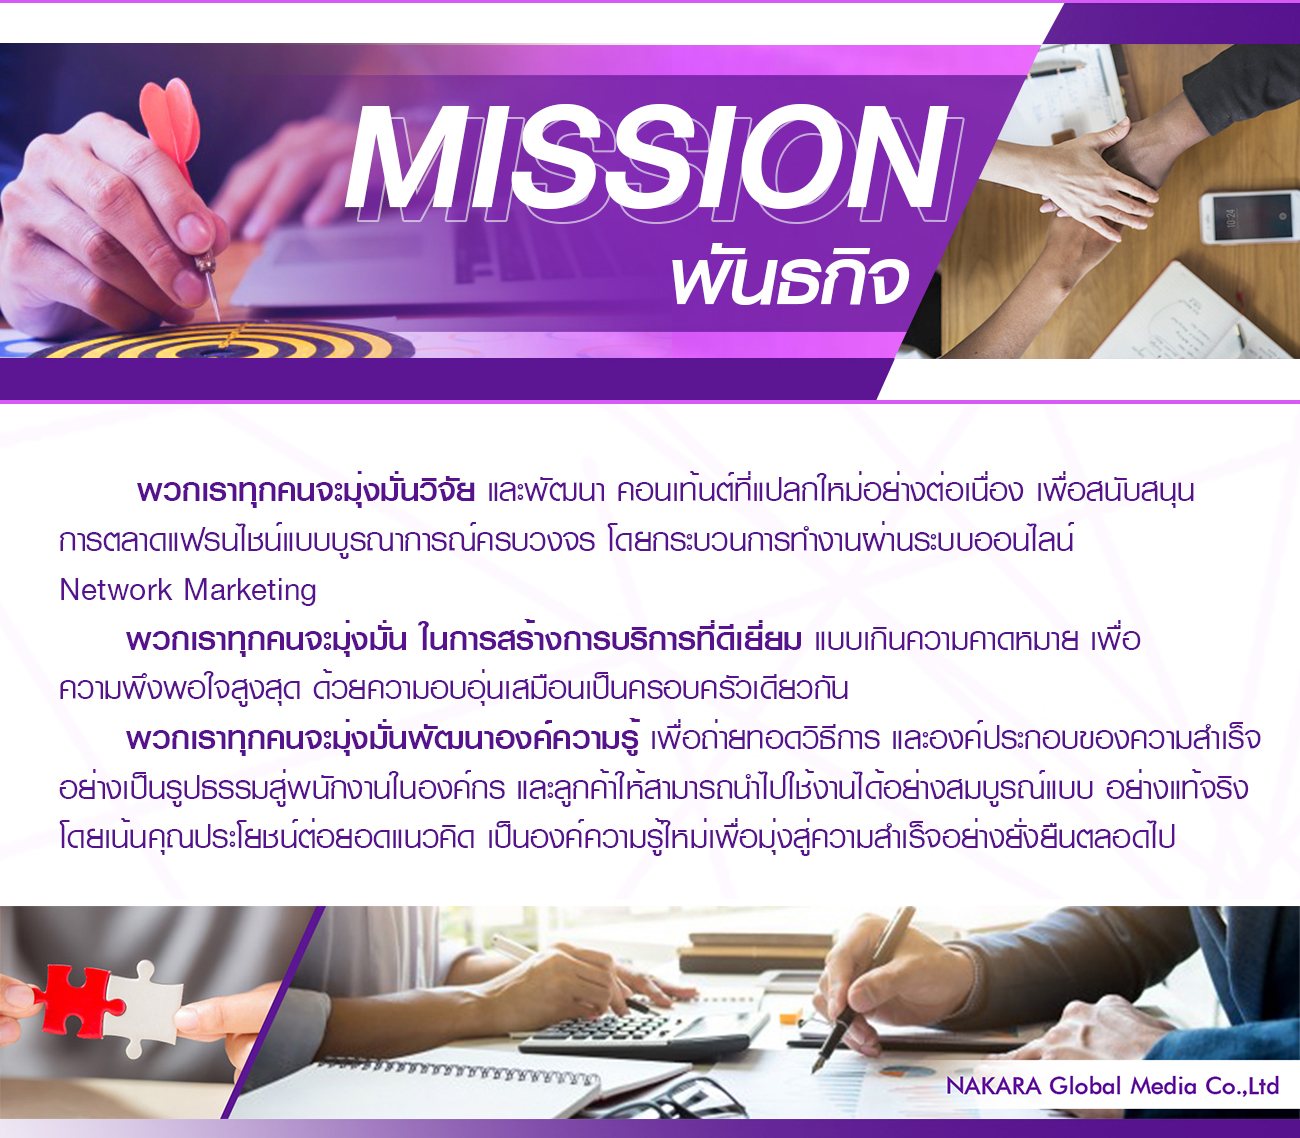 MISSION
พันธกิจ
10:24
พวกเราทุกคนจะมุ่งมั่นวิจัย และพัฒนา คอนเท้นต์ที่แปลกใหม่อย่างต่อเนื่อง เพื่อสนับสนุน
การตลาดแฟรนไชน์แบบบูรณาการณ์ครบวงจร โดยกระบวนการทำงานผ่านระบบออนไลน์
Network Marketing
พวกเราทุกคนจะมุ่งมั่น ในการสร้างการบริการที่ดีเยี่ยม แบบเกินความคาดหมาย เพื่อ
ความพึงพอใจสูงสุด ด้วยความอบอุ่นเสมือนเป็นครอบครัวเดียวกัน
พวกเราทุกคนจะมุ่งมั่นพัฒนาองค์ความรู้ เพื่อถ่ายทอดวิธีการ และองค์ประกอบของความสำเร็จ
อย่างเป็นรูปธรรมสู่พนักงานในองค์กร และลูกค้าให้สามารถนำไปใช้งานได้อย่างสมบูรณ์แบบ อย่างแท้จริง
โดยเน้นคุณประโยชน์ต่อยอดแนวคิด เป็นองค์ความรู้ใหม่เพื่อมุ่งสู่ความสำเร็จอย่างยั่งยืนตลอดไป
NAKARA Global Media Co.,Ltd